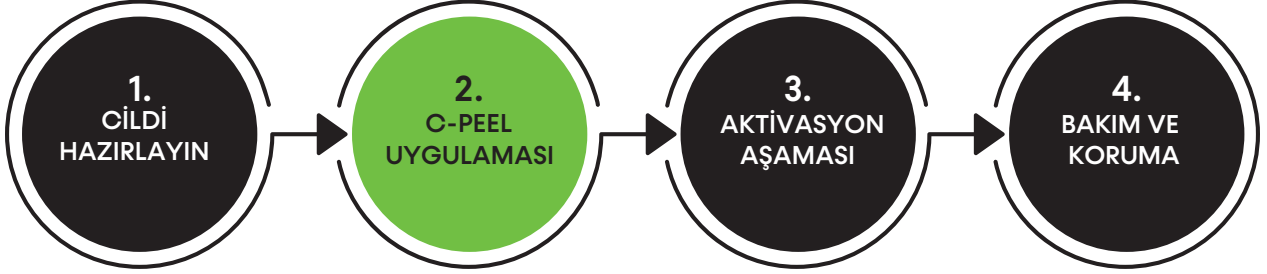 1.
CİLDİ
HAZIRLAYIN
2.
C-PEEL
UYGULAMASI
3.
AKTİVASYON
AŞAMASI
4.
BAKIM VE
KORUMA